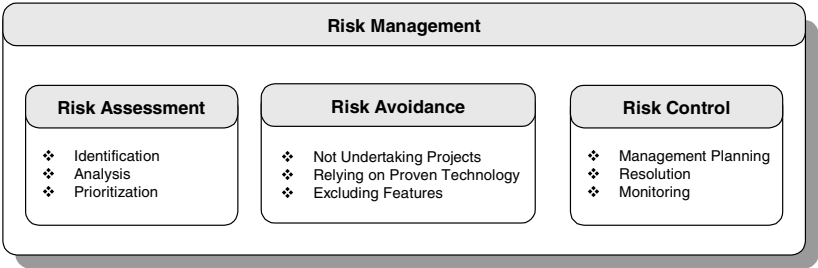 Risk Management
Risk Assessment
❖ Identification
❖ Analysis
❖ Prioritization
Risk Avoidance
❖ Not Undertaking Projects
❖ Relying on Proven Technology
❖ Excluding Features
Risk Control
❖ Management Planning
❖ Resolution
❖ Monitoring